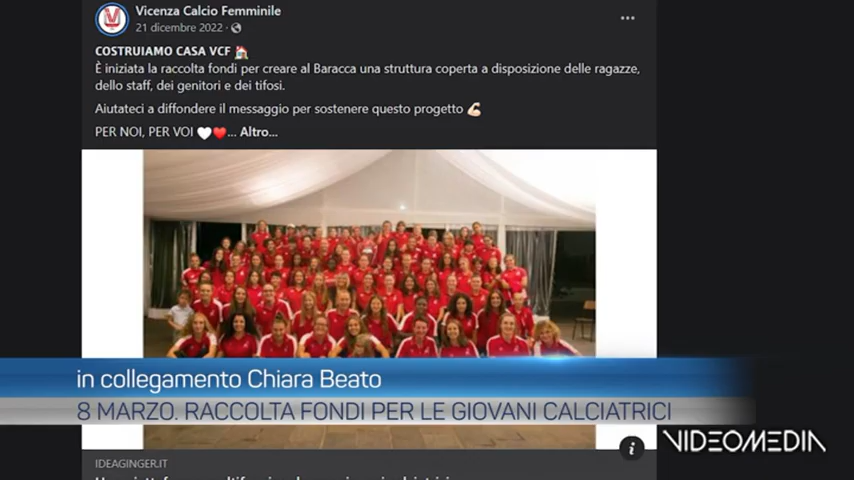 Vicenza Calcio Femminile
21 dicembre 2022 ·
COSTRUIAMO CASA VCF
È iniziata la raccolta fondi per creare al Baracca una struttura coperta a disposizione delle ragazze,
dello staff, dei genitori e dei tifosi.
Aiutateci a diffondere il messaggio per sostenere questo progetto
PER NOI, PER VOI 🤍❤️... Altro...
in collegamento Chiara Beato
8 MARZO. RACCOLTA FONDI PER LE GIOVANI CALCIATRICI
VIDEOMEDIA
IDEAGINGER.IT